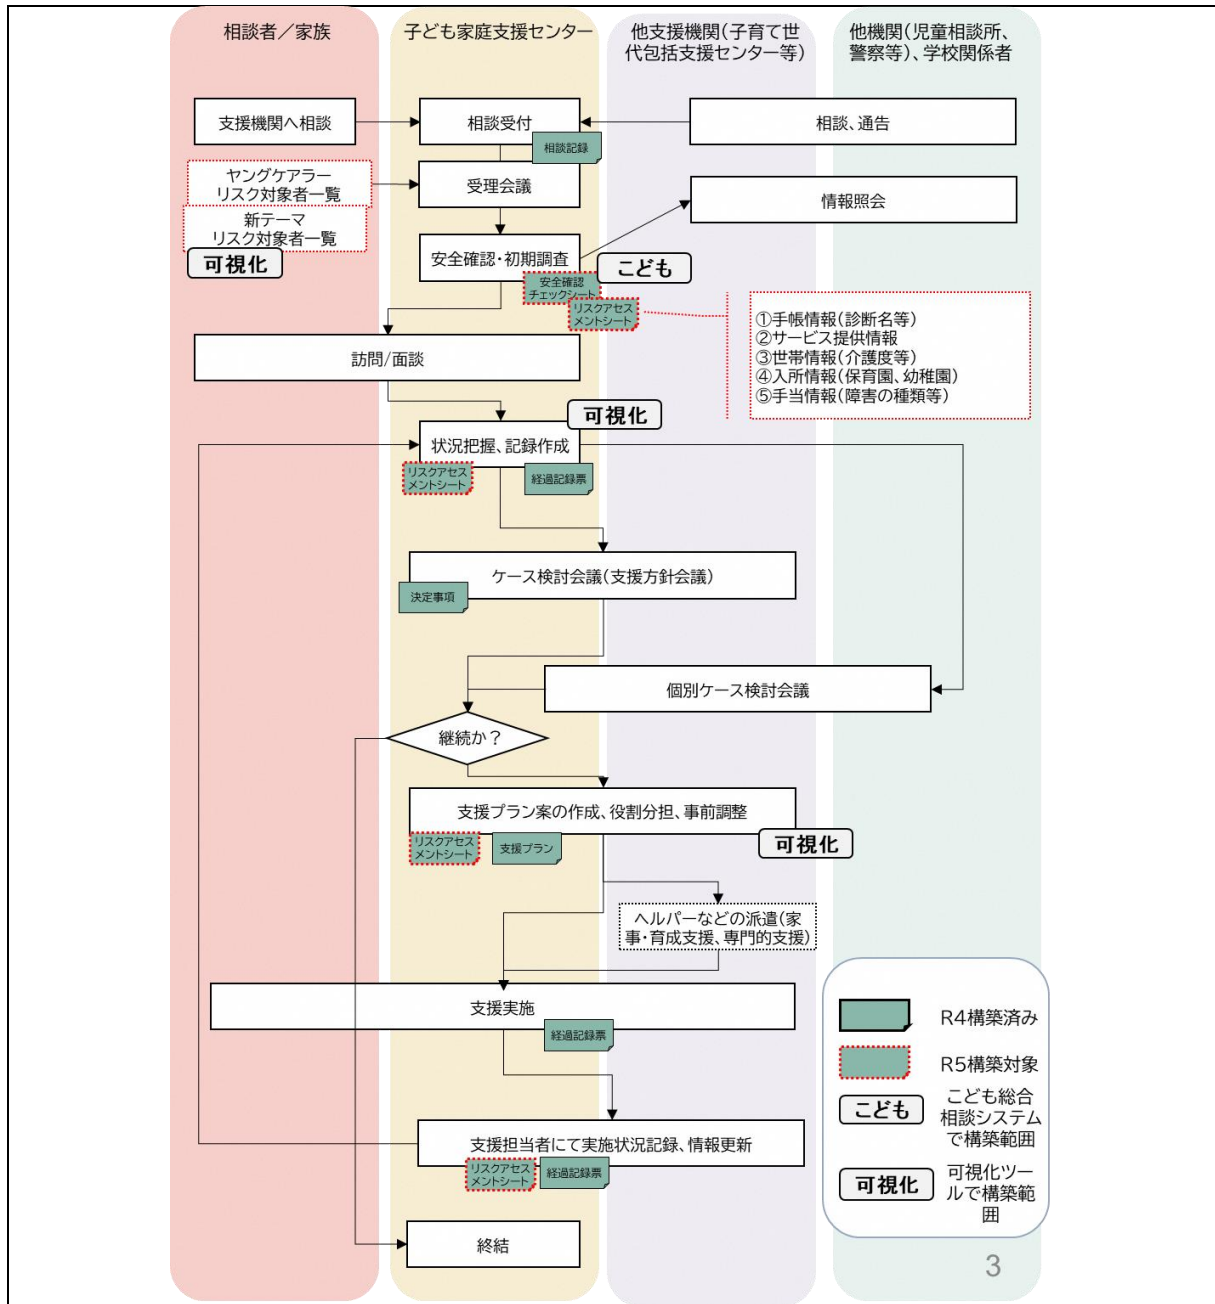 相談者／家族
子ども家庭支援センター
他支援機関(子育て世
代包括支援センター等)
他機関(児童相談所、
警察等)、学校関係者
支援機関へ相談
相談受付
相談、通告
相談記録
ヤングケアラー
リスク対象者一覧
受理会議
情報照会
新テーマ
リスク対象者一覧
可視化
安全確認・初期調査
こども
安全確認
チェックシート
リスクアセス
メントシート
①手帳情報(診断名等)
②サービス提供情報
③世帯情報(介護度等)
④入所情報(保育園、幼稚園)
⑤手当情報(障害の種類等)
訪問/面談
可視化
状況把握、記録作成
リスクアセス
メントシート
経過記録票
ケース検討会議(支援方針会議)
決定事項
個別ケース検討会議
継続か？
支援プラン案の作成、役割分担、事前調整
リスクアセス
メントシート
支援プラン
可視化
ヘルパーなどの派遣(家
事・育成支援、専門的支援)
支援実施
経過記録票
支援担当者にて実施状況記録、情報更新
リスクアセス
メントシート
経過記録票
終結
R4構築済み
R5構築対象
こども
こども総合
相談システム
で構築範囲
可視化
可視化ツー
ルで構築範
囲
3